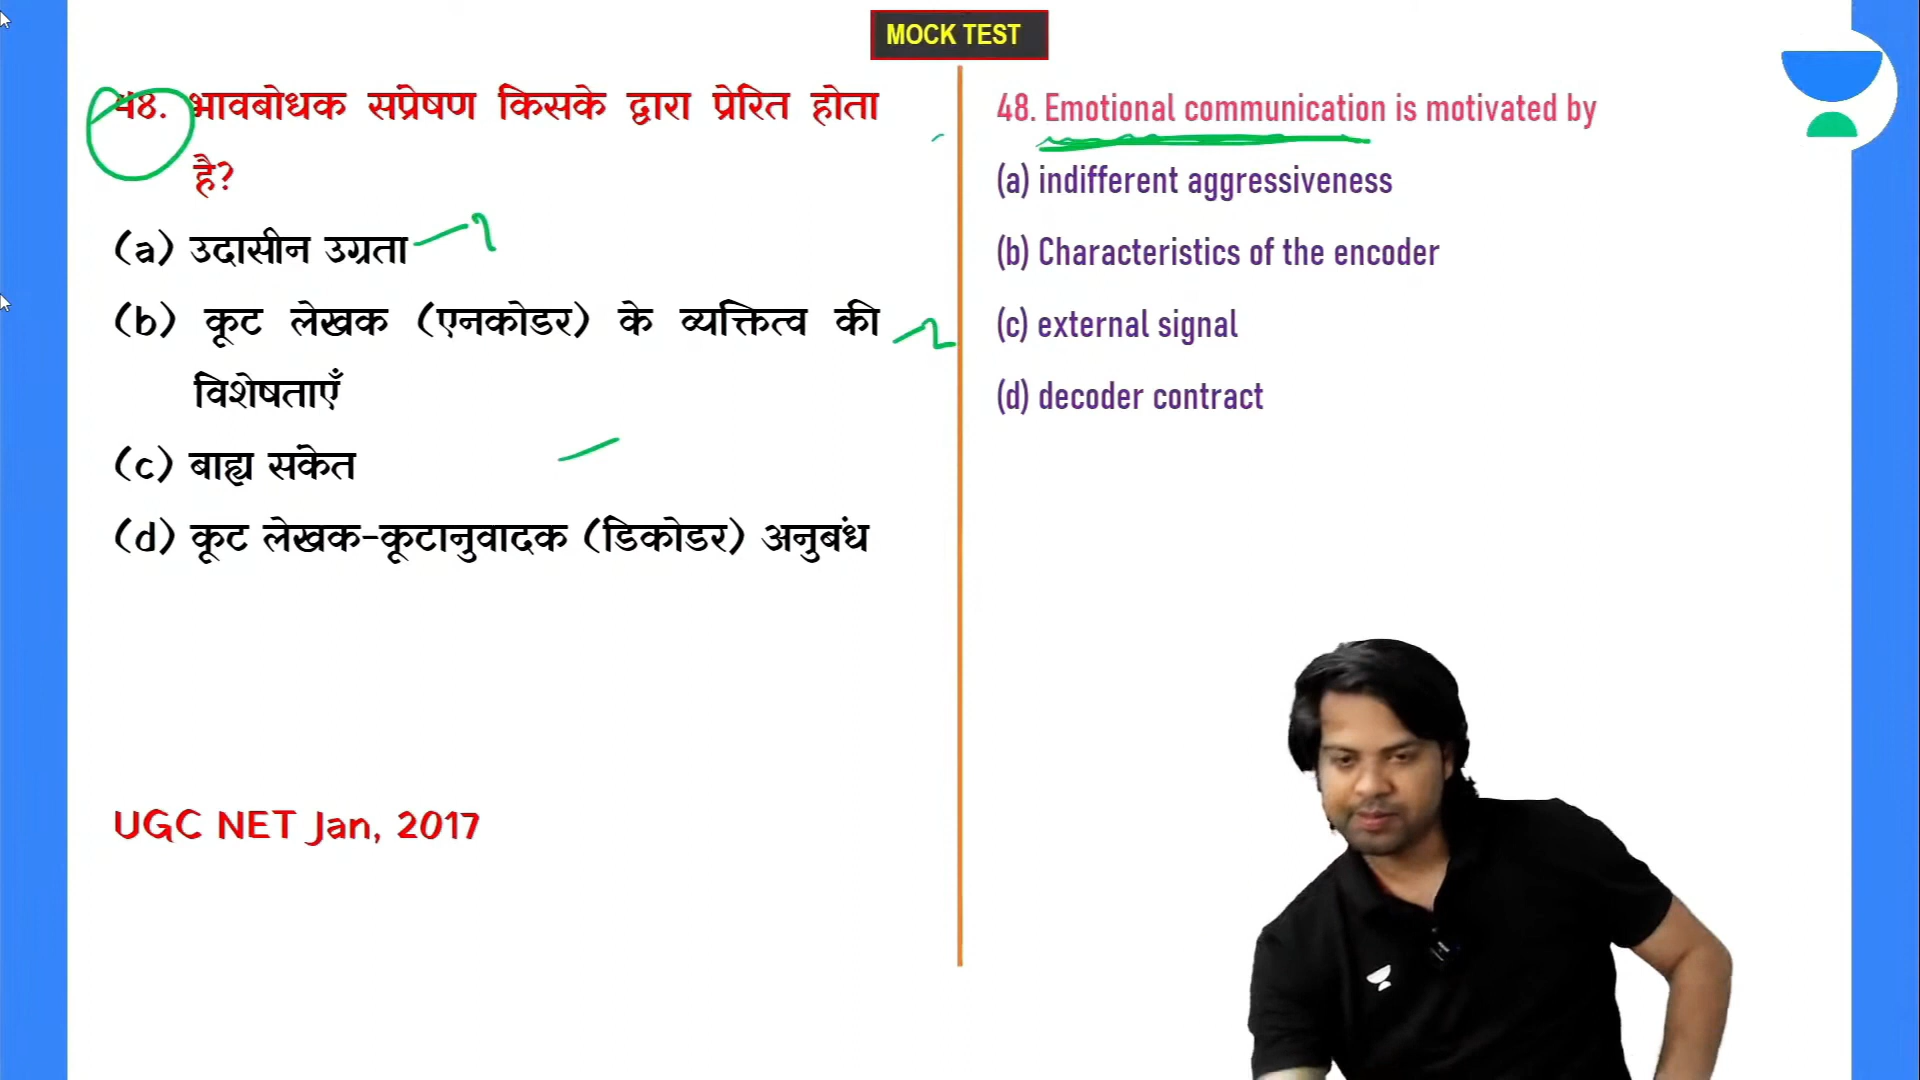 MOCK TEST
48. भावबोधक संप्रेषण किसके द्वारा प्रेरित होता
है?
(a) उदासीन उग्रता
(b) कूट लेखक (एनकोडर) के व्यक्तित्व की
विशेषताएँ
(c) बाह्य संकेत
(d) कूट लेखक-कूटानुवादक (डिकोडर) अनुबंध
UGC NET Jan, 2017
48. Emotional communication is motivated by
(a) indifferent aggressiveness
(b) Characteristics of the encoder
(c) external signal
(d) decoder contract